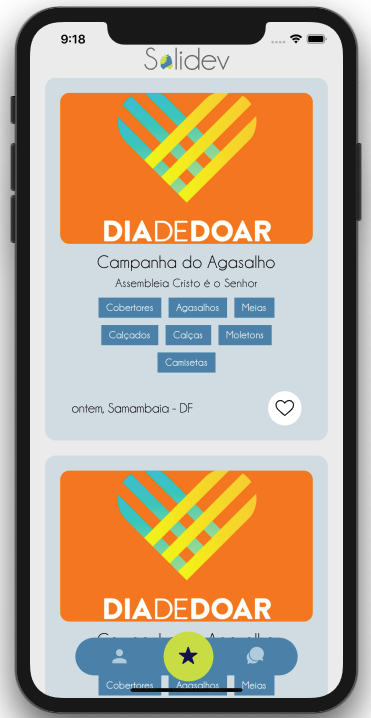 9:18
Solidev
DIADEDOAR
Campanha do Agasalho
Assembleia Cristo é o Senhor
Cobertores Agasalhos Meias
Calçados Calças Moletons
Camisetas
ontem, Samambaia - DF
DIADEDOAR
Cobertores Agasalhos Meias